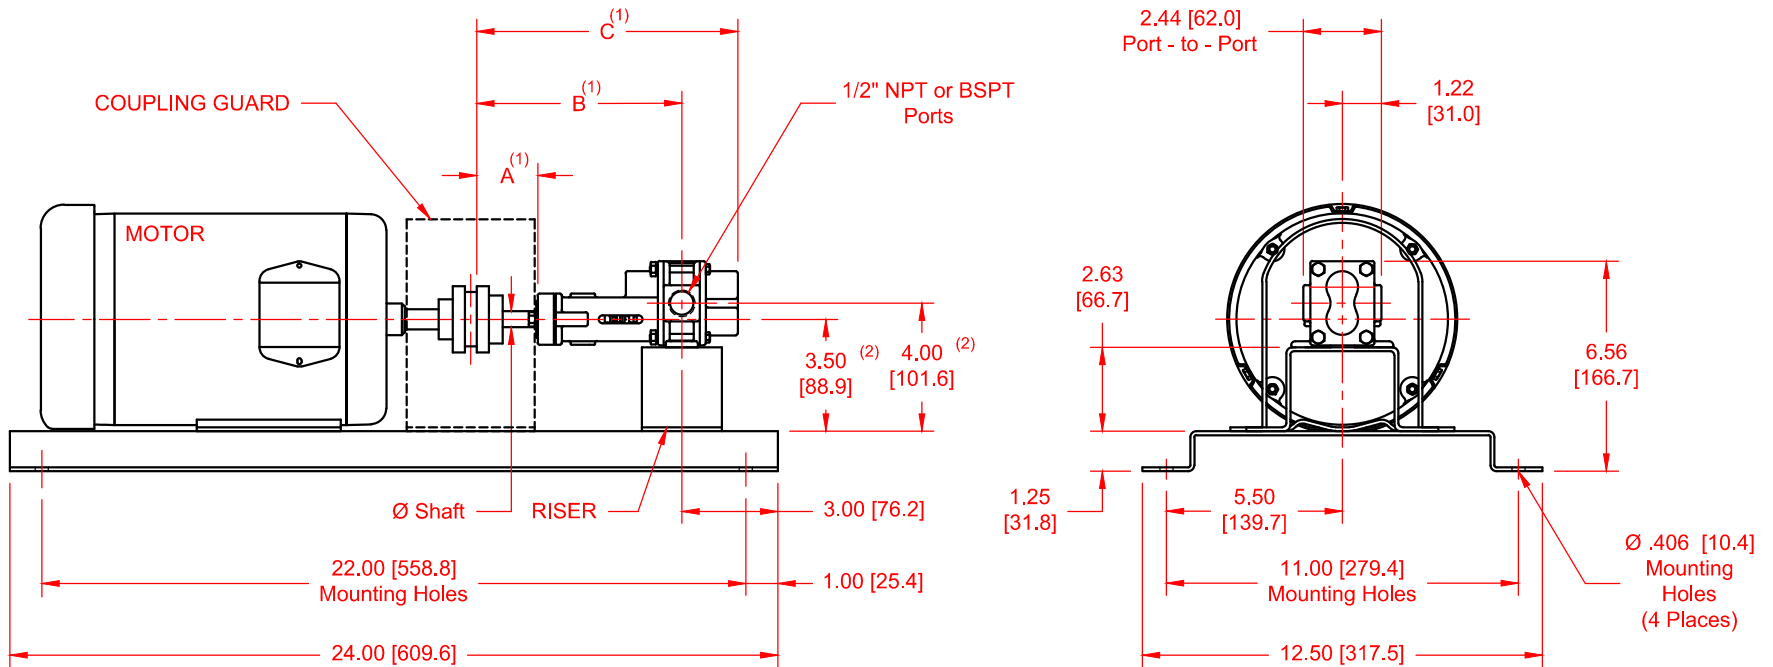 C(1)
2.44 [62.0]
Port - to - Port
B(1)
COUPLING GUARD
1/2" NPT or BSPT
Ports
1.22
[31.0]
A(1)
MOTOR
2.63
[66.7]
3.50 (2)
[88.9]
4.00 (2)
[101.6]
6.56
[166.7]
Ø Shaft
RISER
3.00 [76.2]
1.25
[31.8]
5.50
[139.7]
22.00 [558.8]
Mounting Holes
1.00 [25.4]
11.00 [279.4]
Mounting Holes
Ø .406 [10.4]
Mounting
Holes
(4 Places)
24.00 [609.6]
12.50 [317.5]